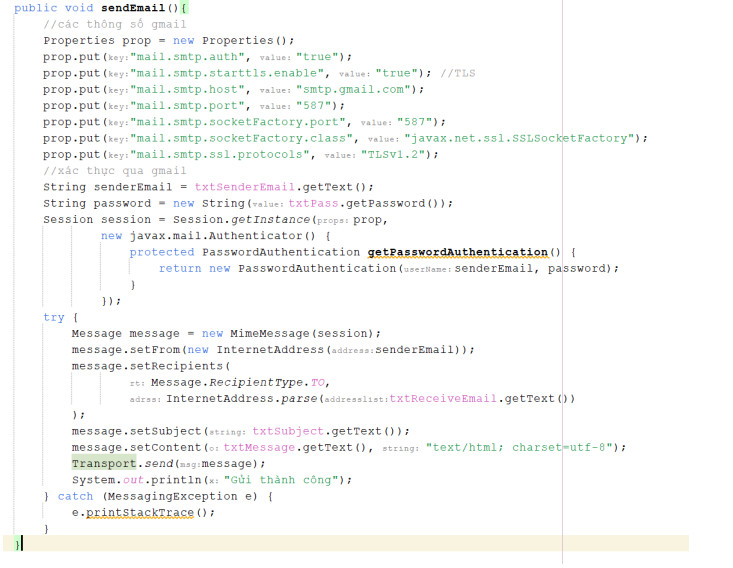 public void sendEmail(){
//các thông số gmail
Properties prop = new Properties();
prop.put(key:"mail.smtp.auth", value: "true");
prop.put(key:"mail.smtp.starttls.enable", value: "true"); //TLS
prop.put(key:"mail.smtp.host", value: "smtp.gmail.com");
prop.put(key:"mail.smtp.port", value: "587");
prop.put(key:"mail.smtp.socketFactory.port", value: "587");
prop.put(key:"mail.smtp.socketFactory.class", value: "javax.net.ssl.SSLSocketFactory");
prop.put(key:"mail.smtp.ssl.protocols", value: "TLSv1.2");
//xác thực qua gmail
String senderEmail = txtSenderEmail.getText();
String password = new String(value: txtPass.getPassword());
Session session = Session.getInstance(props: prop,
new javax.mail.Authenticator() {
protected PasswordAuthentication getPasswordAuthentication() {
return new PasswordAuthentication(userName: senderEmail, password);
}
});
try {
Message message = new MimeMessage(session);
message.setFrom(new InternetAddress(address: senderEmail));
message.setRecipients(
rt: Message.RecipientType.TO,
adrss: InternetAddress.parse(addresslist: txtReceiveEmail.getText())
);
message.setSubject(string: txtSubject.getText());
message.setContent(o: txtMessage.getText(), string: "text/html; charset=utf-8");
Transport.send(msg: message);
System.out.println(x: "Gửi thành công");
} catch (MessagingException e) {
e.printStackTrace();
}
}